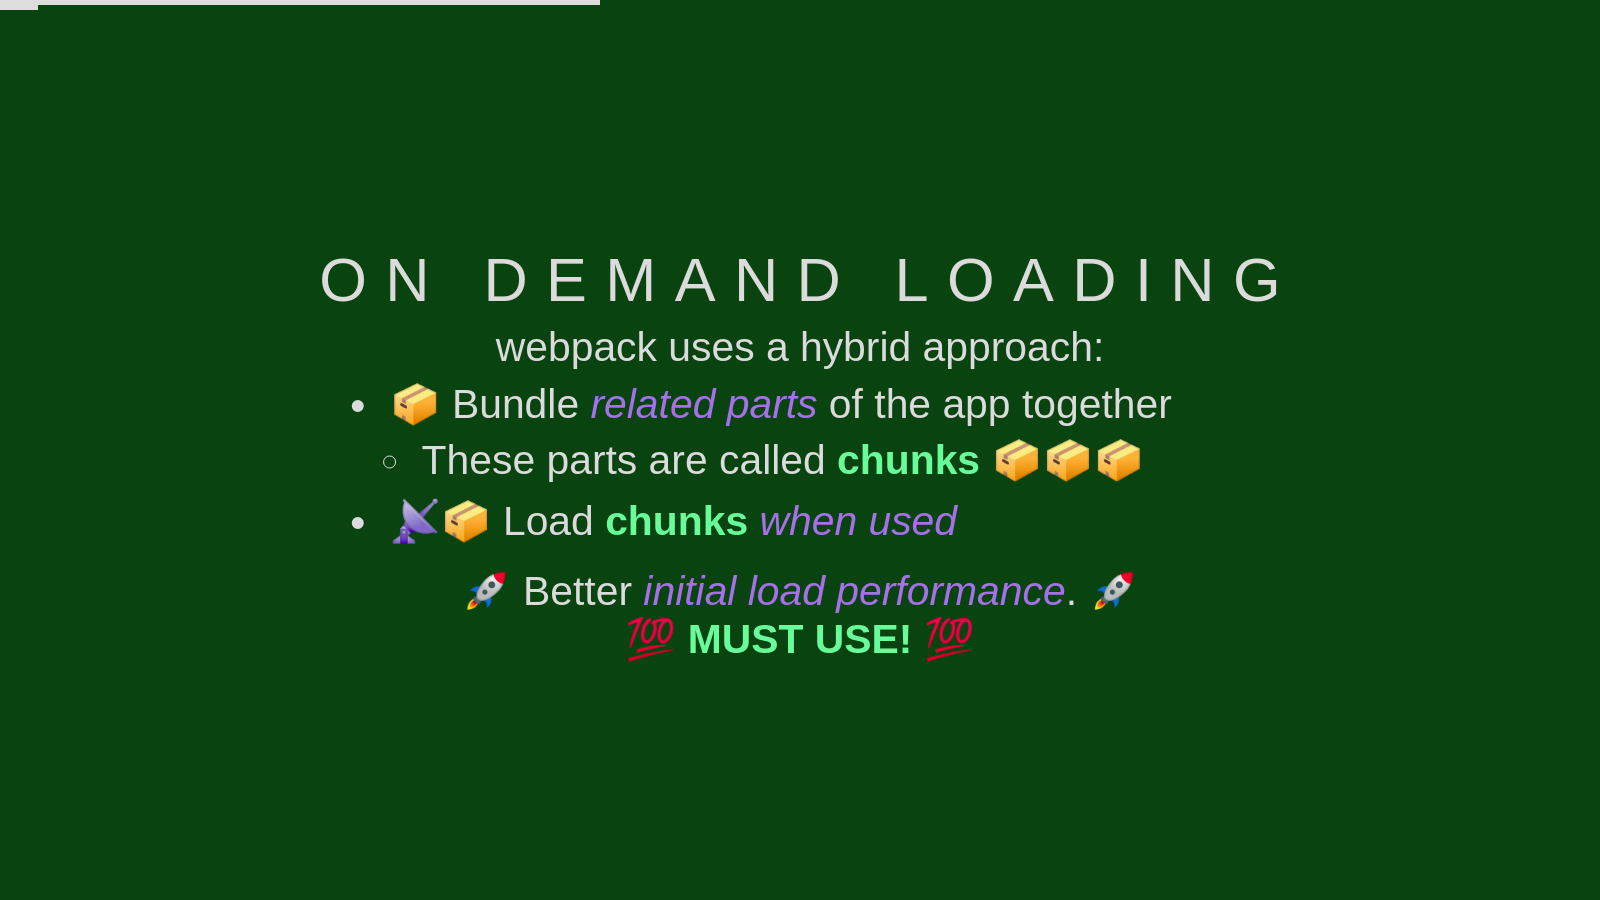 ON DEMAND LOADING
webpack uses a hybrid approach:
• 📦 Bundle related parts of the app together
○ These parts are called chunks 📦📦📦
• 📡📦 Load chunks when used
🚀 Better initial load performance. 🚀
💯 MUST USE! 💯